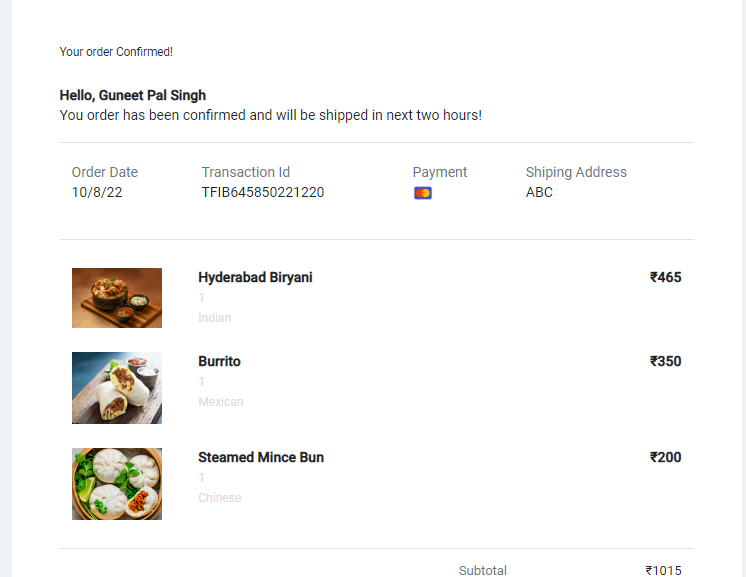 Your order Confirmed!
Hello, Guneet Pal Singh
You order has been confirmed and will be shipped in next two hours!
Order Date Transaction Id Payment Shiping Address
10/8/22 TFIB645850221220 ABC
Hyderabad Biryani ₹465
1
Indian
Burrito ₹350
1
Mexican
Steamed Mince Bun ₹200
1
Chinese
Subtotal ₹1015